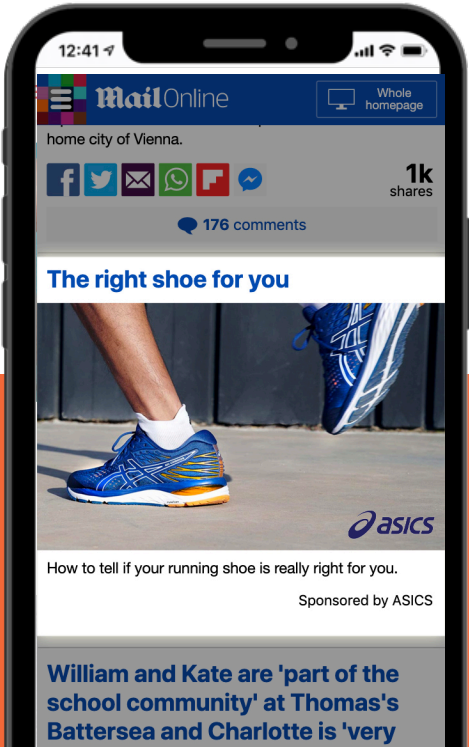 12:41
Mail Online
Whole
homepage
home city of Vienna.
1k
shares
176 comments
The right shoe for you
asics
How to tell if your running shoe is really right for you.
Sponsored by ASICS
William and Kate are 'part of the
school community' at Thomas's
Battersea and Charlotte is 'very